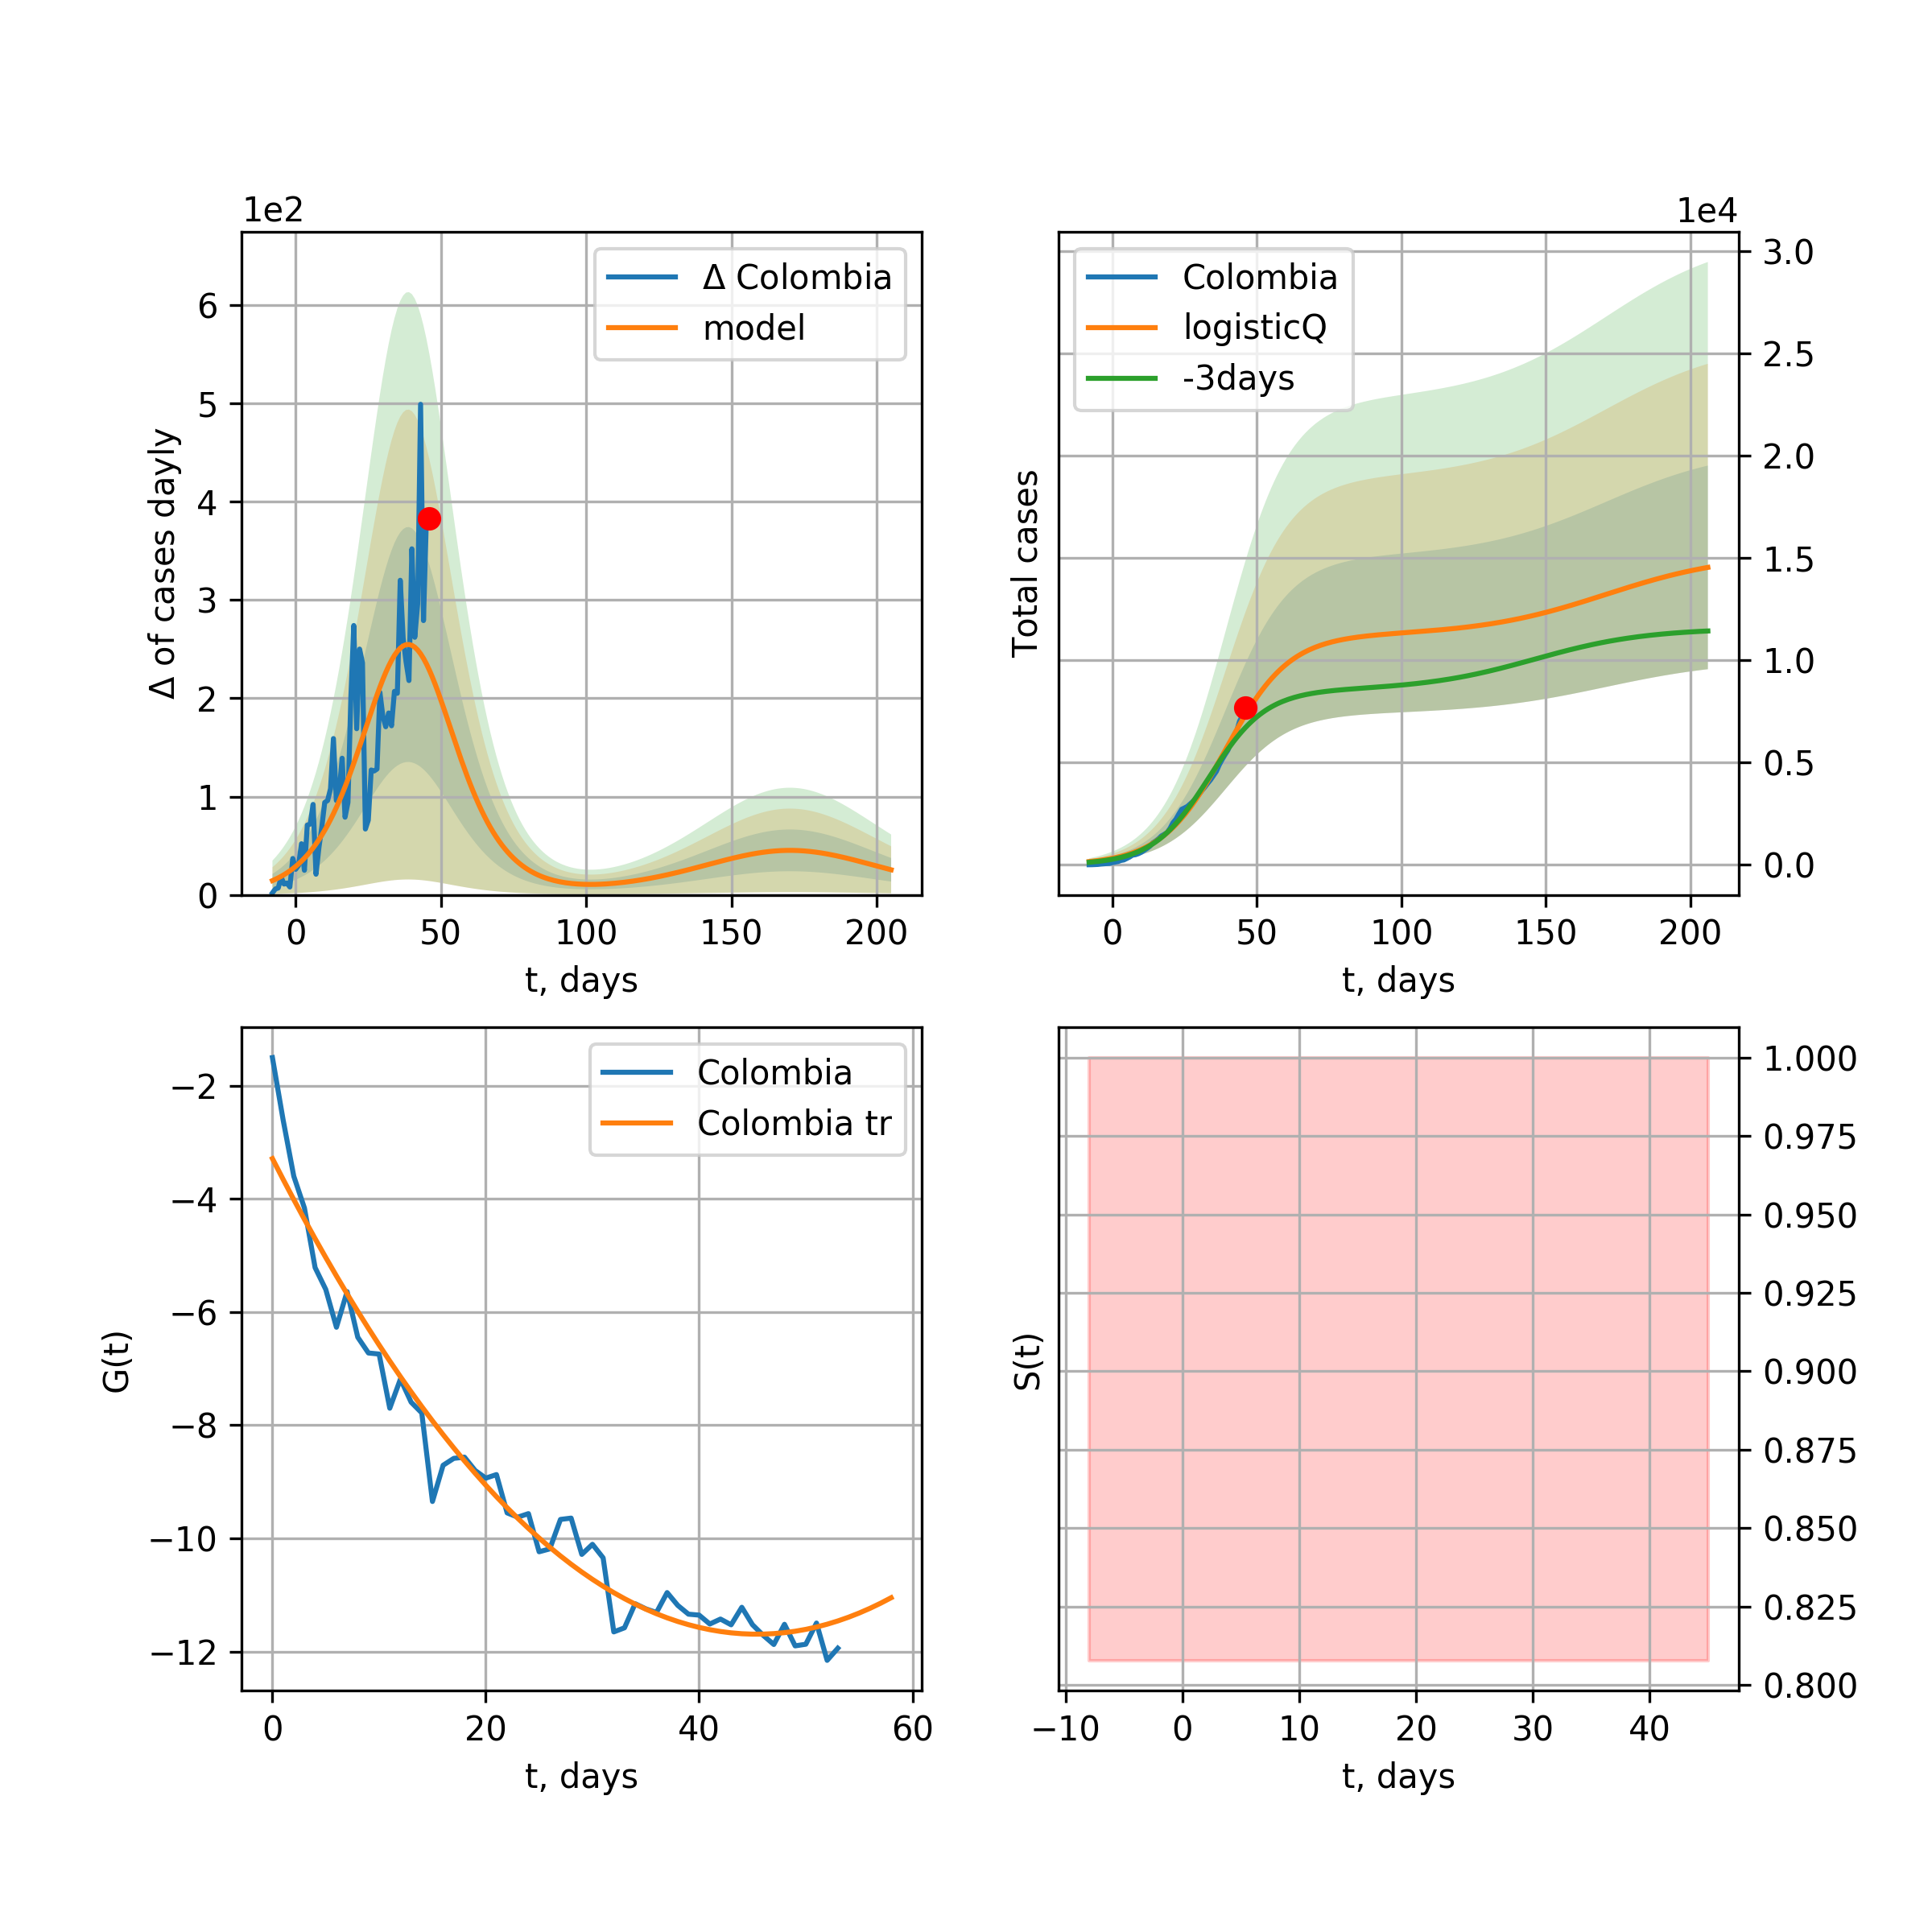 1e2
Δ of cases dayly
6
5
4
3
2
1
0
Δ Colombia
model
0
50
100
150
200
t, days
1e4
Total cases
Colombia
logisticQ
-3days
3.0
2.5
2.0
1.5
1.0
0.5
0.0
0
50
100
150
200
t, days
G(t)
−2
−4
−6
−8
−10
−12
Colombia
Colombia tr
0
20
40
60
t, days
S(t)
1.000
0.975
0.950
0.925
0.900
0.875
0.850
0.825
0.800
−10
0
10
20
30
40
t, days